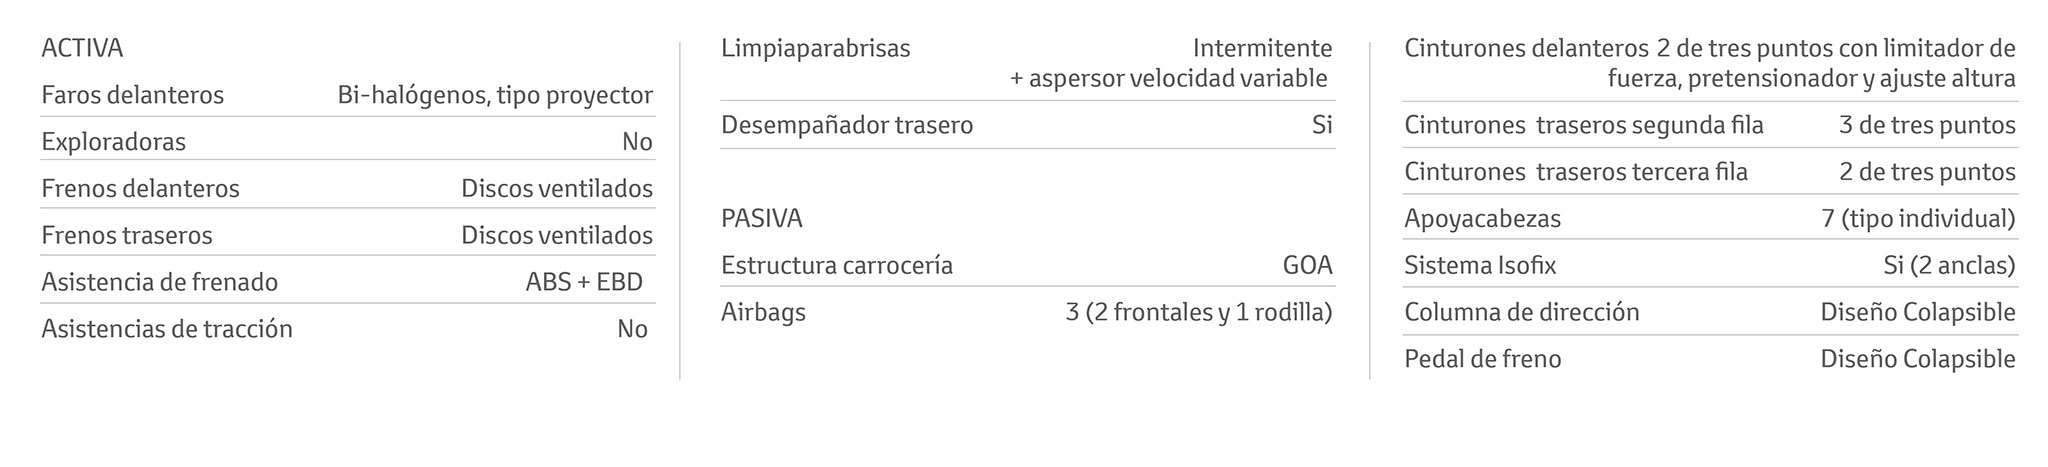 ACTIVA
Faros delanteros Bi-halógenos, tipo proyector
Exploradoras No
Frenos delanteros Discos ventilados
Frenos traseros Discos ventilados
Asistencia de frenado ABS + EBD
Asistencias de tracción No
Limpiaparabrisas Intermitente
+ aspersor velocidad variable
Desempañador trasero Si
PASIVA
Estructura carrocería GOA
Airbags 3 (2 frontales y 1 rodilla)
Cinturones delanteros 2 de tres puntos con limitador de
fuerza, pretensionador y ajuste altura
Cinturones traseros segunda fila 3 de tres puntos
Cinturones traseros tercera fila 2 de tres puntos
Apoyacabezas 7 (tipo individual)
Sistema Isofix Si (2 anclas)
Columna de dirección Diseño Colapsible
Pedal de freno Diseño Colapsible